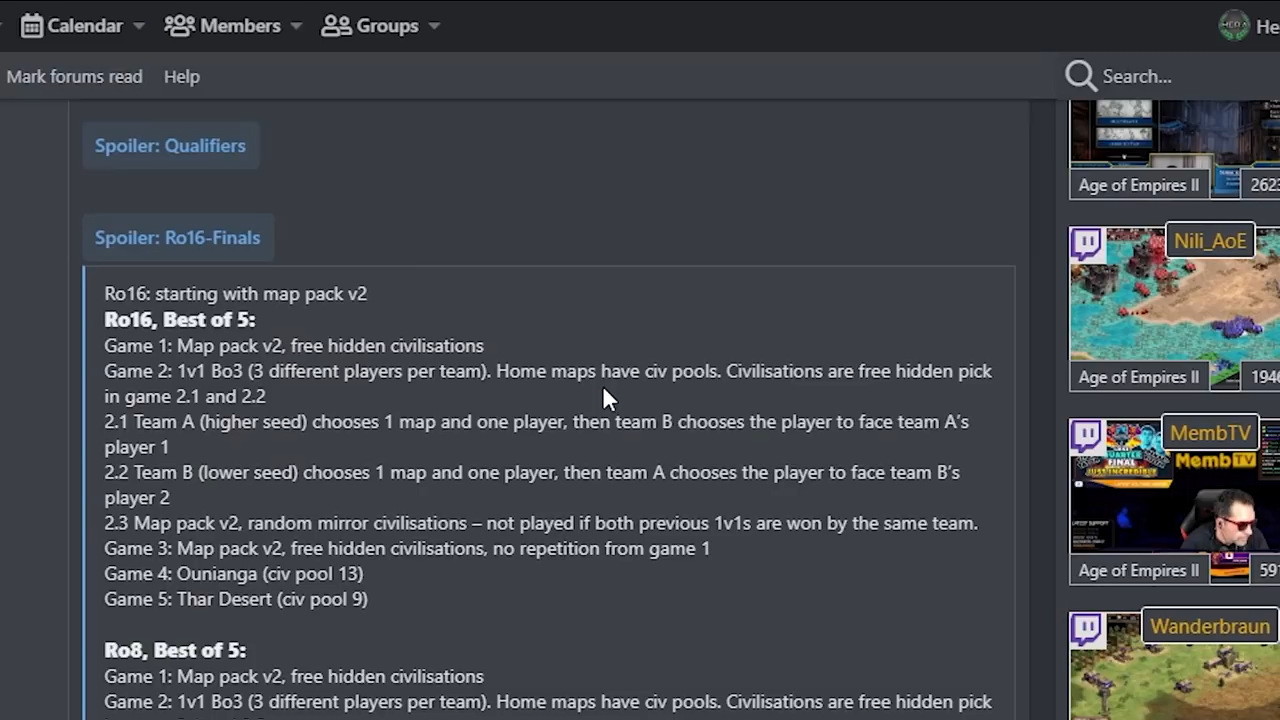 Calendar
Members
Groups
He
Mark forums read
Help
Search...
Spoiler: Qualifiers
Spoiler: Ro16-Finals
Ro16: starting with map pack v2
Ro16, Best of 5:
Game 1: Map pack v2, free hidden civilisations
Game 2: 1v1 Bo3 (3 different players per team). Home maps have civ pools. Civilisations are free hidden pick
in game 2.1 and 2.2
2.1 Team A (higher seed) chooses 1 map and one player, then team B chooses the player to face team A’s
player 1
2.2 Team B (lower seed) chooses 1 map and one player, then team A chooses the player to face team B’s
player 2
2.3 Map pack v2, random mirror civilisations – not played if both previous 1v1s are won by the same team.
Game 3: Map pack v2, free hidden civilisations, no repetition from game 1
Game 4: Ounianga (civ pool 13)
Game 5: Thar Desert (civ pool 9)
Ro8, Best of 5:
Game 1: Map pack v2, free hidden civilisations
Game 2: 1v1 Bo3 (3 different players per team). Home maps have civ pools. Civilisations are free hidden pick
Age of Empires II
2623
Nili_AoE
Age of Empires II
1946
MembTV
QUARTER
FINAL
JUST INCREDIBLE
MembTV
Age of Empires II
591
Wanderbraun